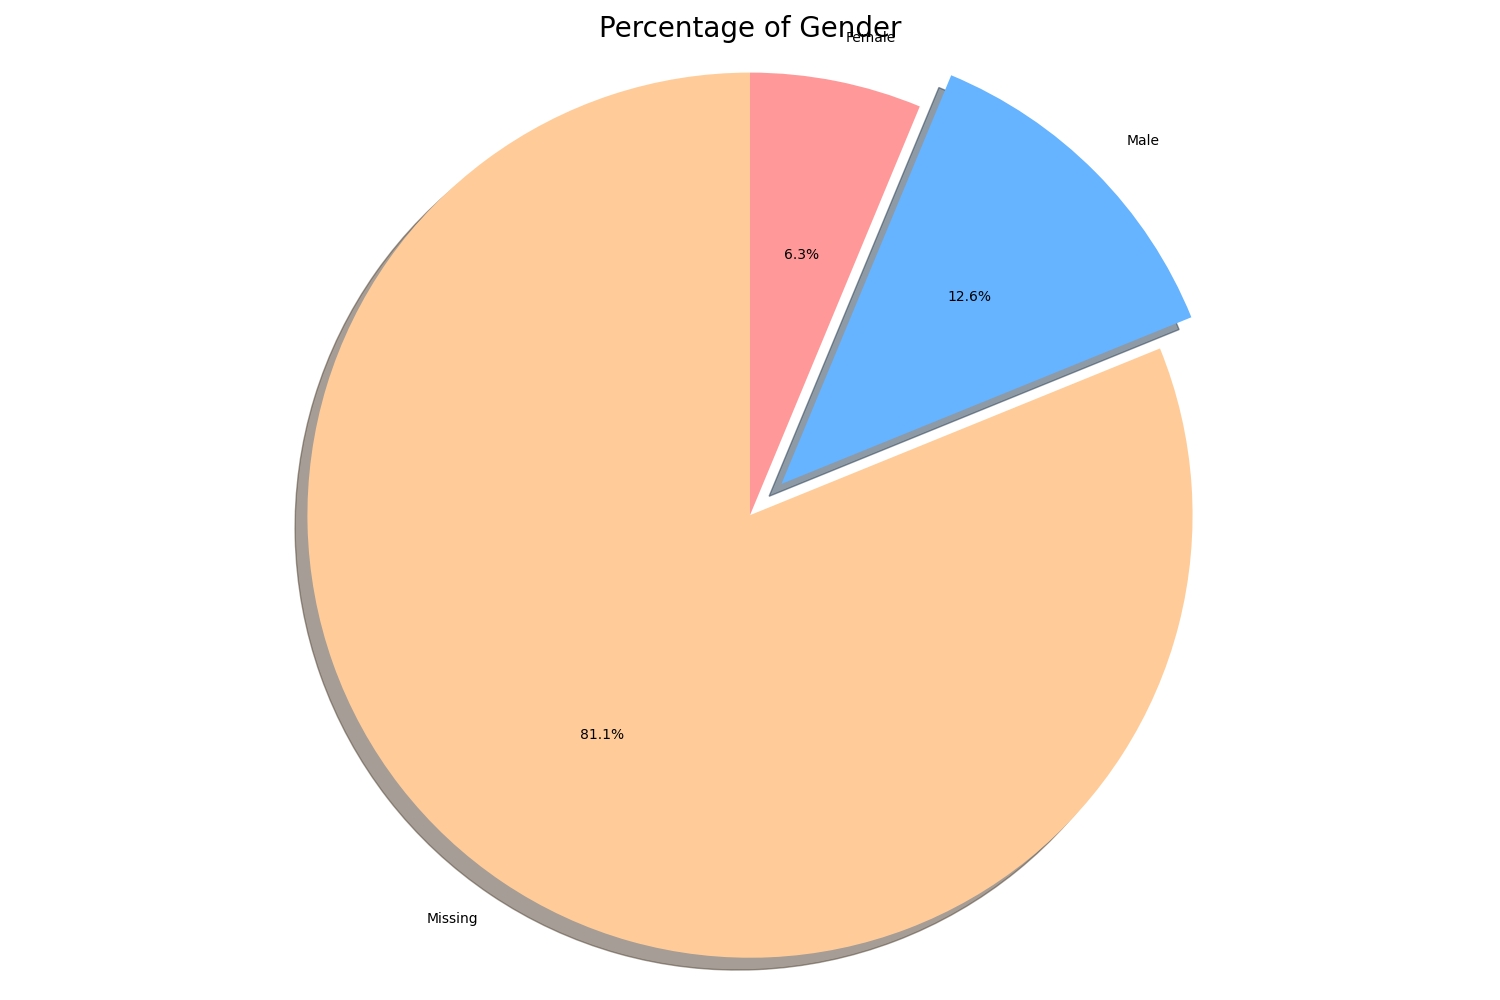 Percentage of Gender
Female
Male
6.3%
12.6%
81.1%
Missing